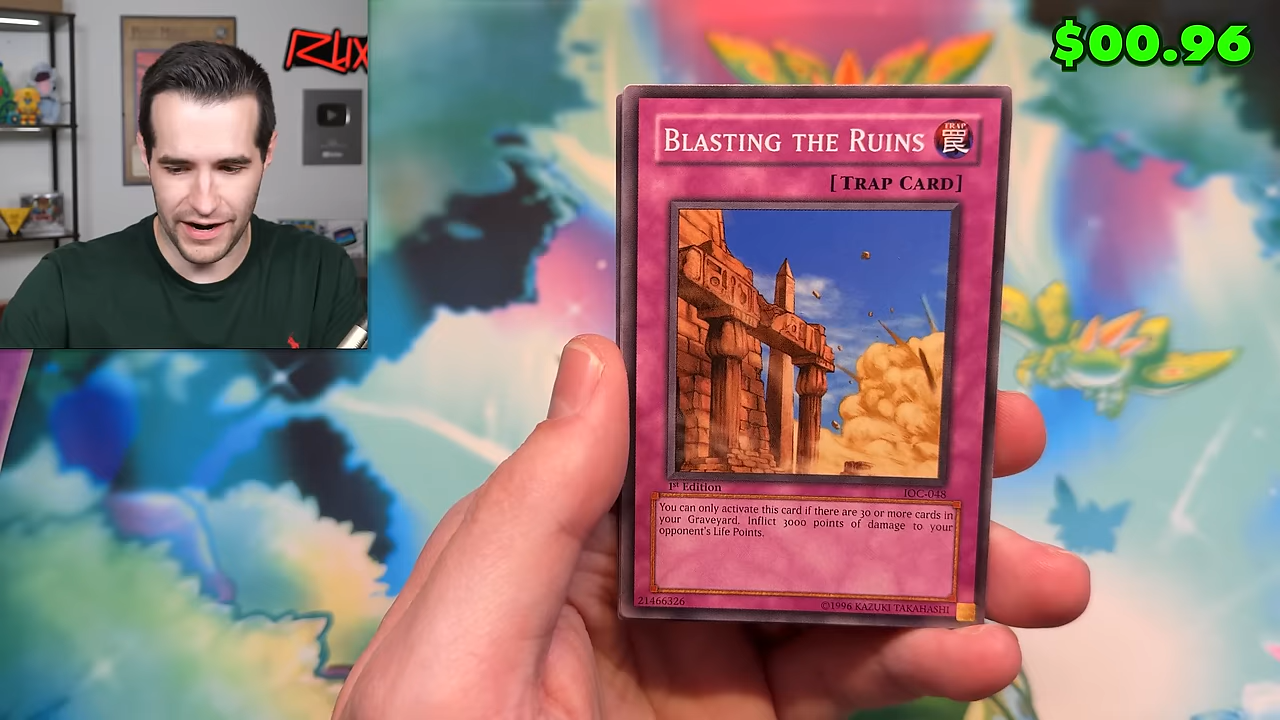 $00.96
Rux
BLASTING THE RUINS
TRAP
罠
[TRAP CARD]
1st Edition
IOC-048
You can only activate this card if there are 30 or more cards in
your Graveyard. Inflict 3000 points of damage to your
opponent's Life Points.
21466326
©1996 KAZUKI TAKAHASHI